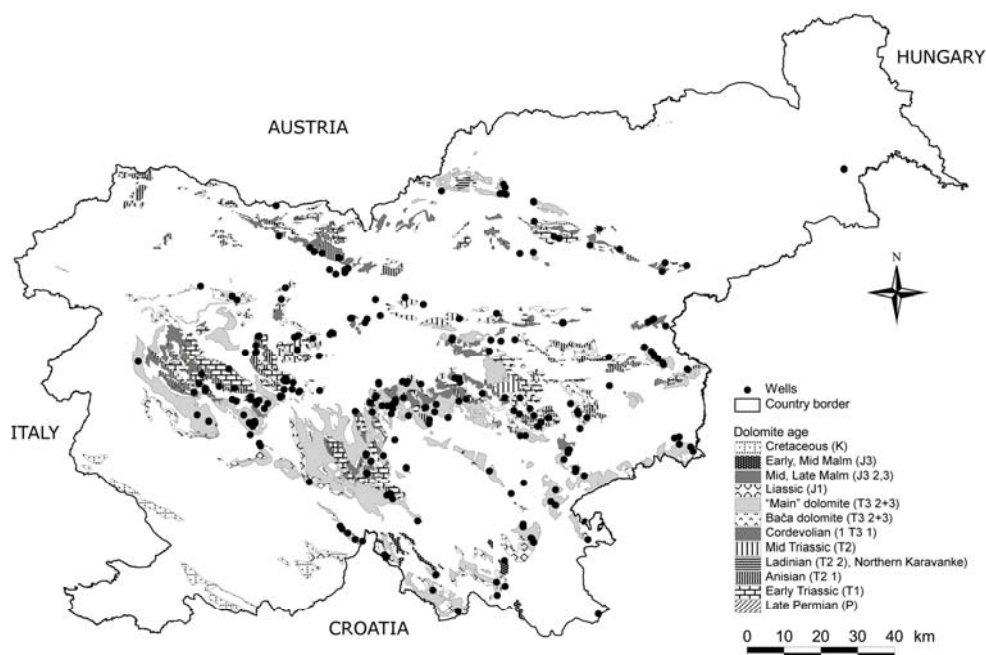 HUNGARY
AUSTRIA
N
ITALY
CROATIA
Wells
Country border
Dolomite age
Cretaceous (K)
Early, Mid Malm (J3)
Mid, Late Malm (J3 2,3)
Liassic (J1)
"Main" dolomite (T3 2+3)
Bača dolomite (T3 2+3)
Cordevolian (1 T3 1)
Mid Triassic (T2)
Ladinian (T2 2), Northern Karavanke)
Anisian (T2 1)
Early Triassic (T1)
Late Permian (P)
0 10 20 30 40 km